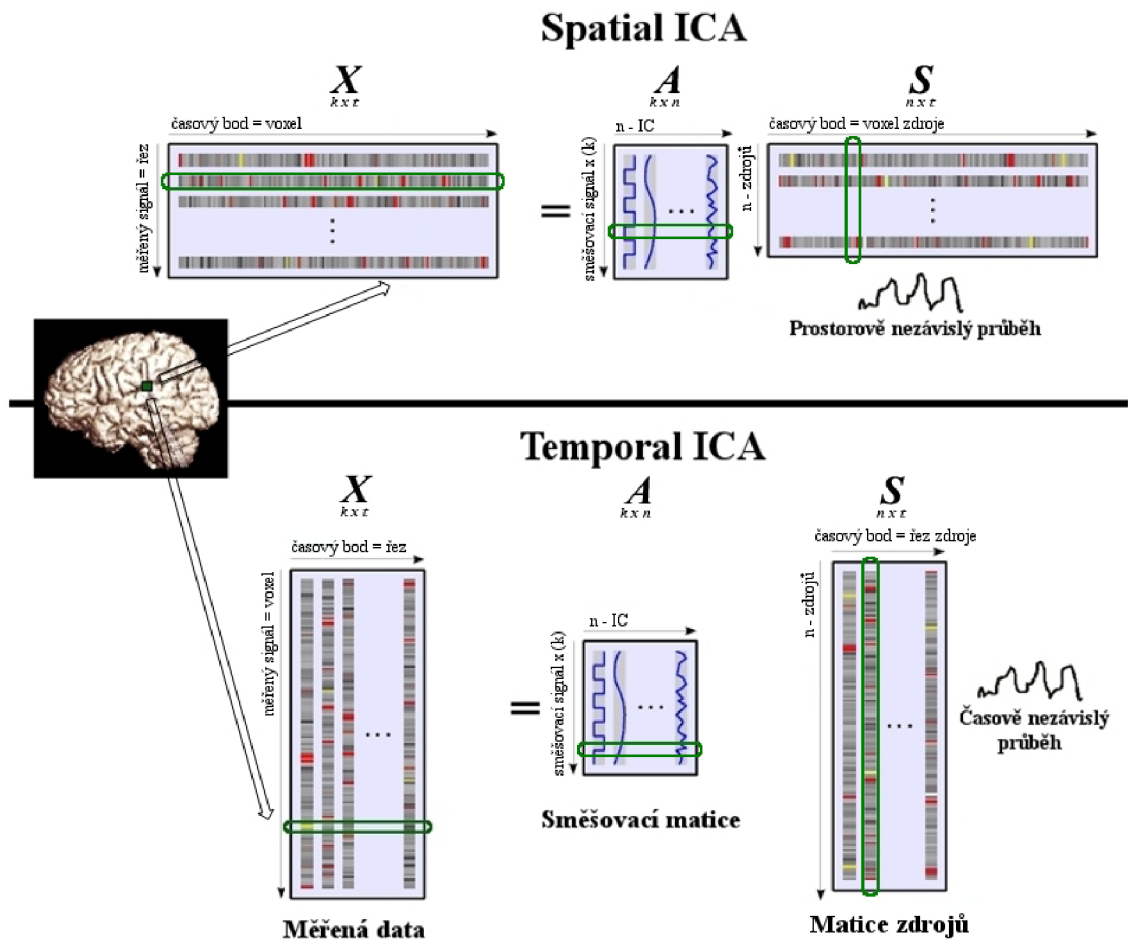 Spatial ICA
X
k x t
A
k x n
S
n x t
časový bod = voxel
n - IC
časový bod = voxel zdroje
měřený signál = řez
směšovací signál x (k)
n - zdrojů
=
Prostorově nezávislý průběh
Temporal ICA
X
k x t
A
k x n
S
n x t
časový bod = řez
časový bod = řez zdroje
měřený signál = voxel
n - IC
směšovací signál x (k)
n - zdrojů
=
Časově nezávislý
průběh
Směšovací matice
Měřená data
Matice zdrojů